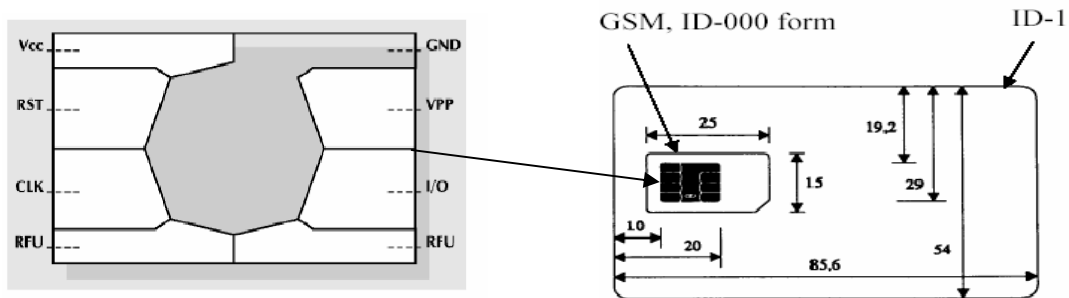 Vcc
GND
RST
VPP
CLK
I/O
RFU
RFU
GSM, ID-000 form
ID-1
25
19,2
15
29
10
20
54
85,6